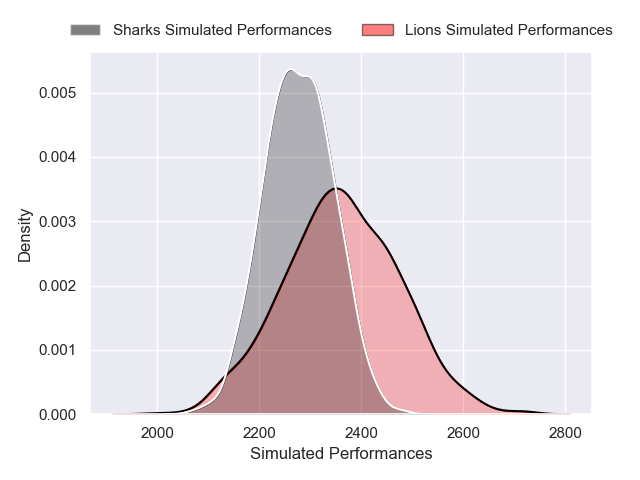 Sharks Simulated Performances Lions Simulated Performances
0.005
0.004
0.003
0.002
0.001
0.000
Density
2000 2200 2400 2600 2800
Simulated Performances